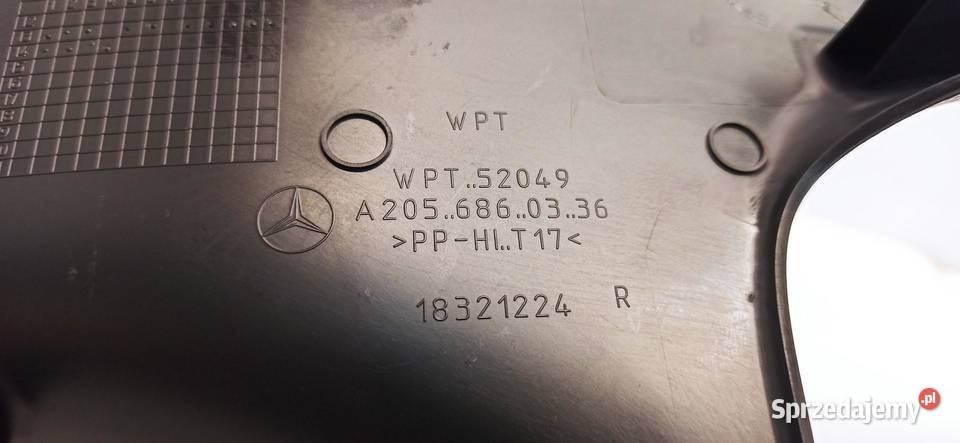 WPT
WPT..52049
A205..686..03..36
>PP-HI..T17<
18321224 R
Sprzedajemy.pl